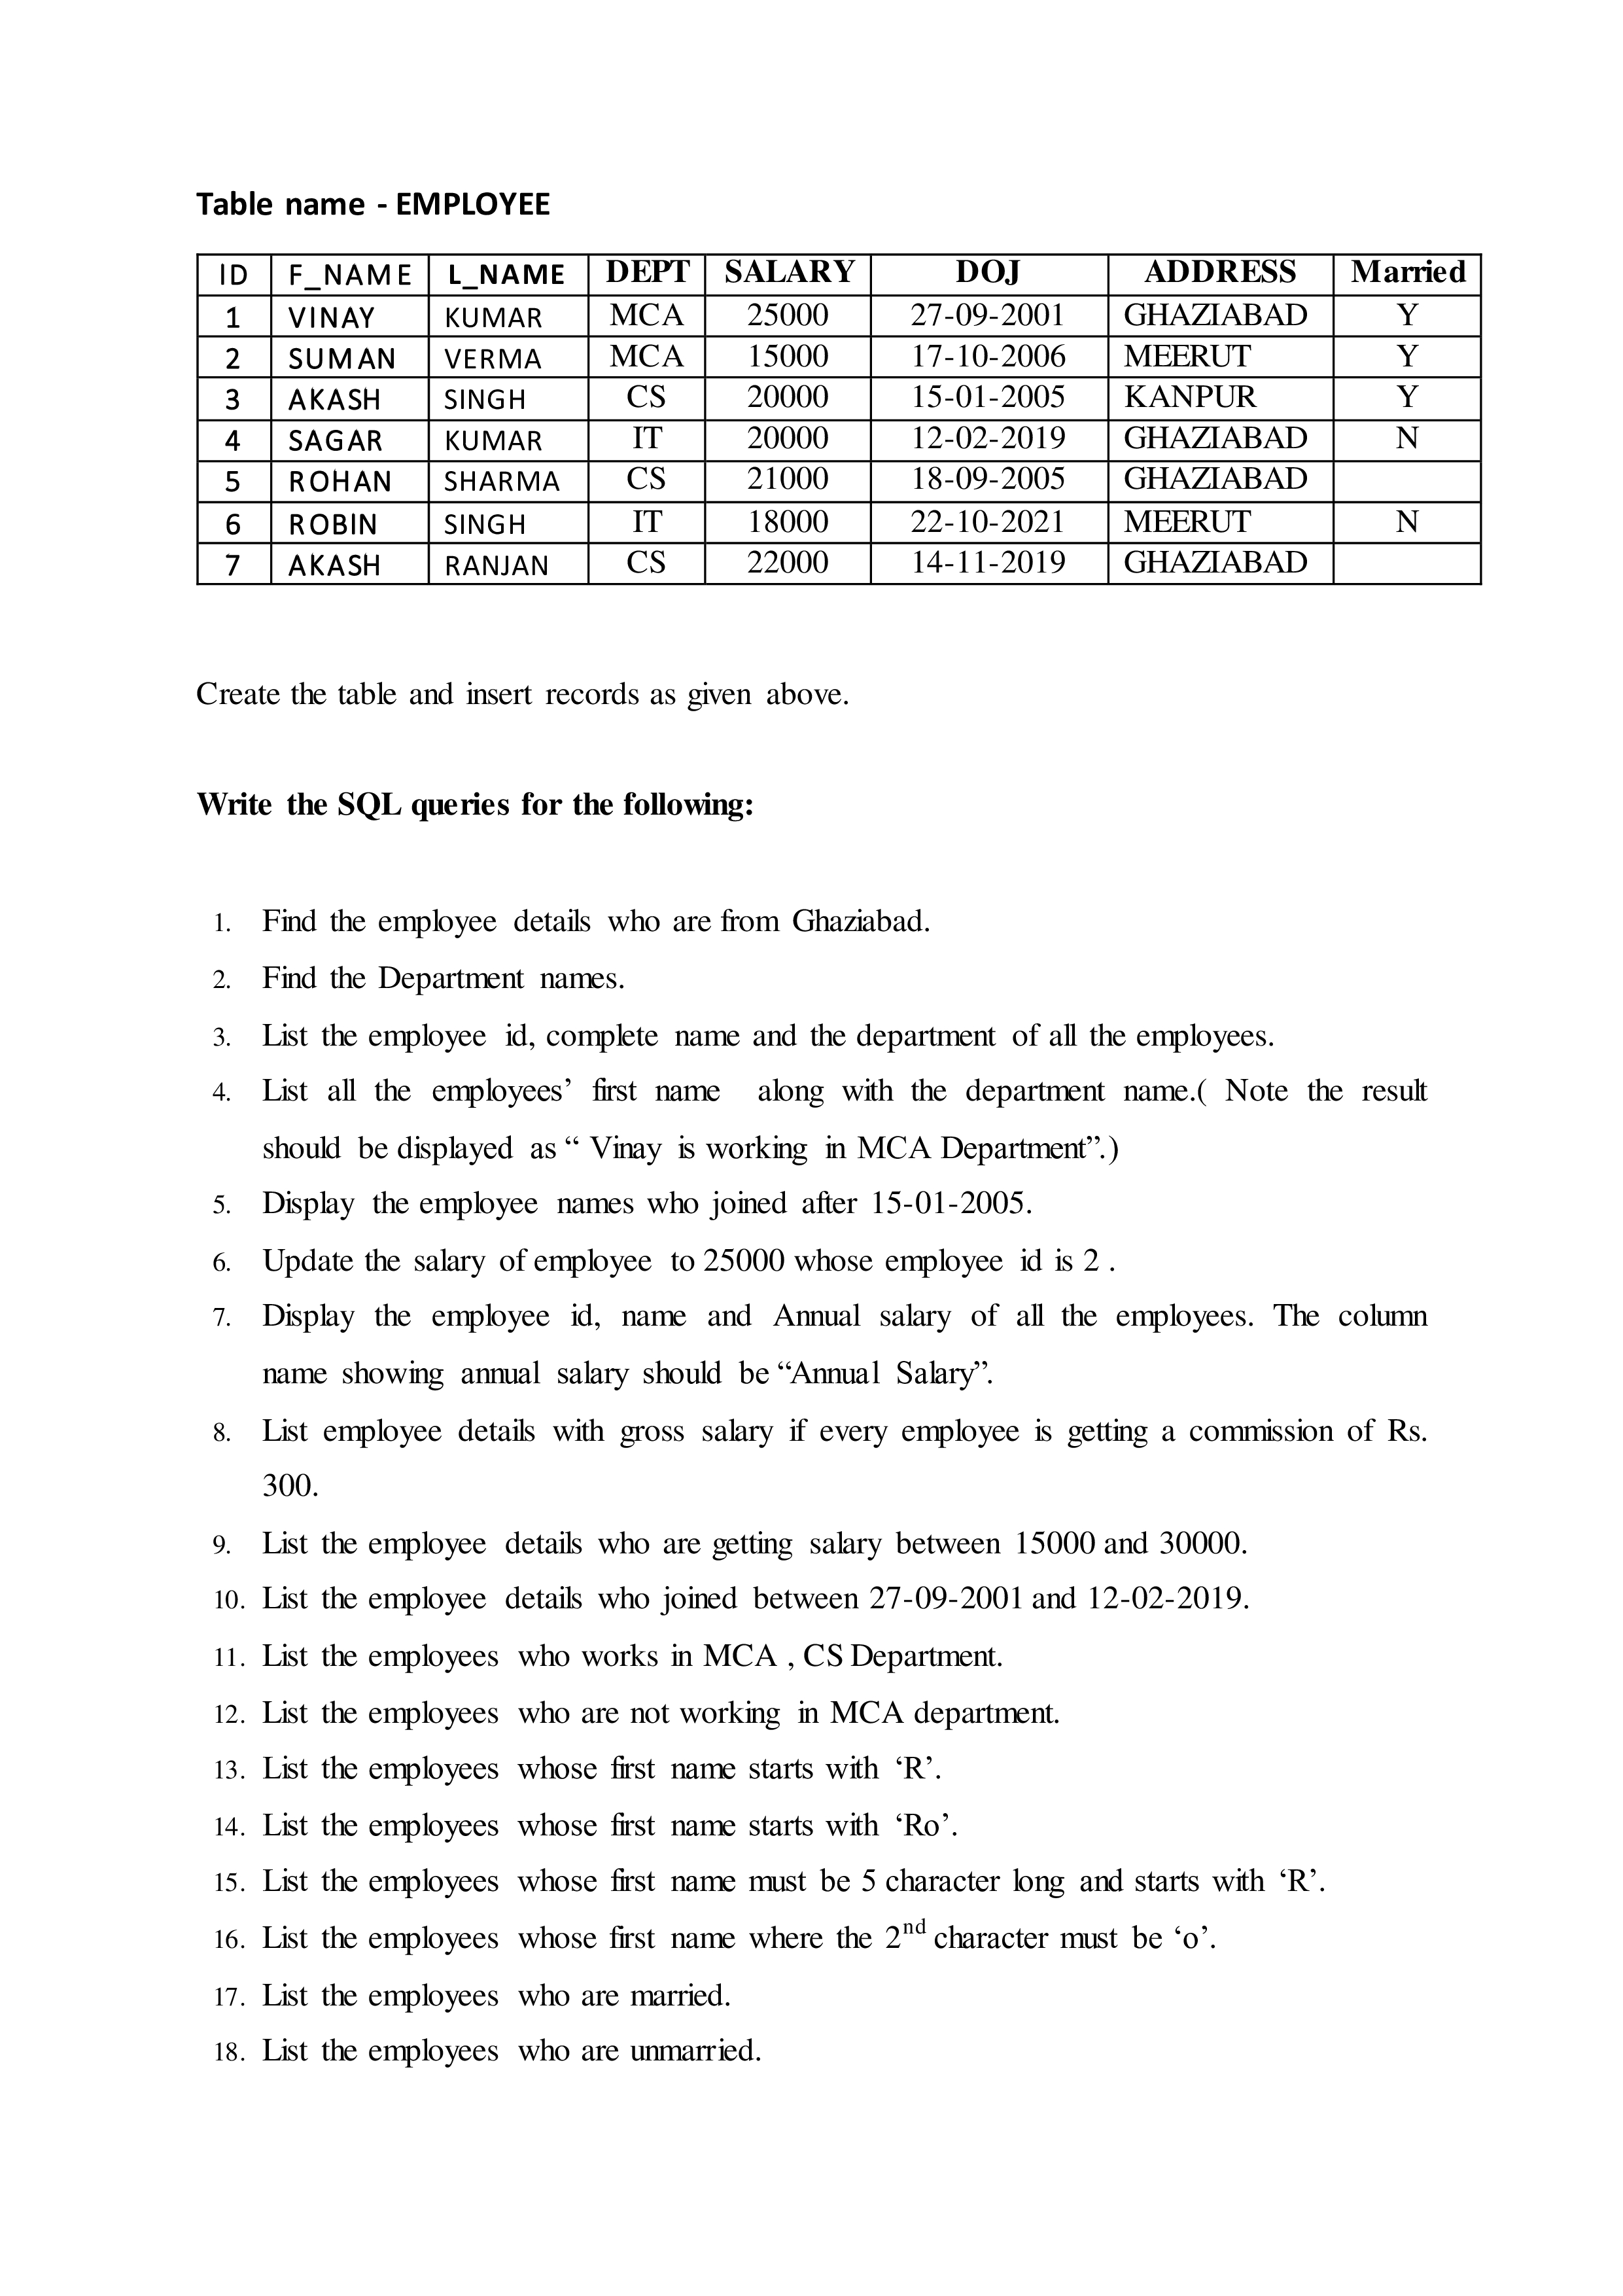 Table name - EMPLOYEE
ID F_NAME L_NAME DEPT SALARY DOJ ADDRESS Married
1 VINAY KUMAR MCA 25000 27-09-2001 GHAZIABAD Y
2 SUMAN VERMA MCA 15000 17-10-2006 MEERUT Y
3 AKASH SINGH CS 20000 15-01-2005 KANPUR Y
4 SAGAR KUMAR IT 20000 12-02-2019 GHAZIABAD N
5 ROHAN SHARMA CS 21000 18-09-2005 GHAZIABAD
6 ROBIN SINGH IT 18000 22-10-2021 MEERUT N
7 AKASH RANJAN CS 22000 14-11-2019 GHAZIABAD
Create the table and insert records as given above.
Write the SQL queries for the following:
1. Find the employee details who are from Ghaziabad.
2. Find the Department names.
3. List the employee id, complete name and the department of all the employees.
4. List all the employees’ first name along with the department name.( Note the result
should be displayed as “ Vinay is working in MCA Department”.)
5. Display the employee names who joined after 15-01-2005.
6. Update the salary of employee to 25000 whose employee id is 2 .
7. Display the employee id, name and Annual salary of all the employees. The column
name showing annual salary should be “Annual Salary”.
8. List employee details with gross salary if every employee is getting a commission of Rs.
300.
9. List the employee details who are getting salary between 15000 and 30000.
10. List the employee details who joined between 27-09-2001 and 12-02-2019.
11. List the employees who works in MCA , CS Department.
12. List the employees who are not working in MCA department.
13. List the employees whose first name starts with ‘R’.
14. List the employees whose first name starts with ‘Ro’.
15. List the employees whose first name must be 5 character long and starts with ‘R’.
16. List the employees whose first name where the 2nd character must be ‘o’.
17. List the employees who are married.
18. List the employees who are unmarried.